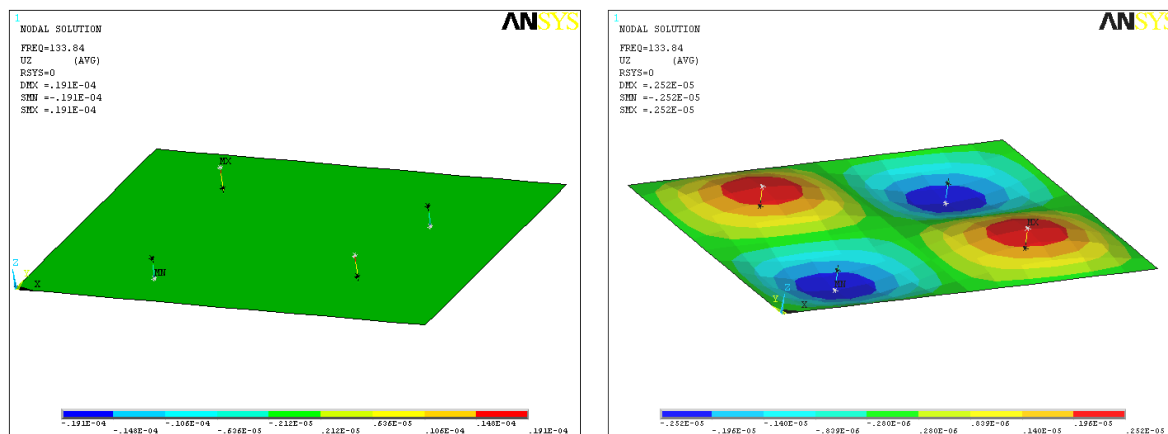 1
ANSYS
NODAL SOLUTION
FREQ=133.84
UZ (AVG)
RSYS=0
DMX =.191E-04
SMN =-.191E-04
SMX =.191E-04
MX
MN
Z
Y
X
-.191E-04 -.148E-04 -.106E-04 -.636E-05 -.212E-05 .212E-05 .636E-05 .106E-04 .148E-04 .191E-04
1
ANSYS
NODAL SOLUTION
FREQ=133.84
UZ (AVG)
RSYS=0
DMX =.252E-05
SMN =-.252E-05
SMX =.252E-05
MX
MN
Z
Y
X
-.252E-05 -.196E-05 -.140E-05 -.839E-06 -.280E-06 .280E-06 .839E-06 .140E-05 .196E-05 .252E-05